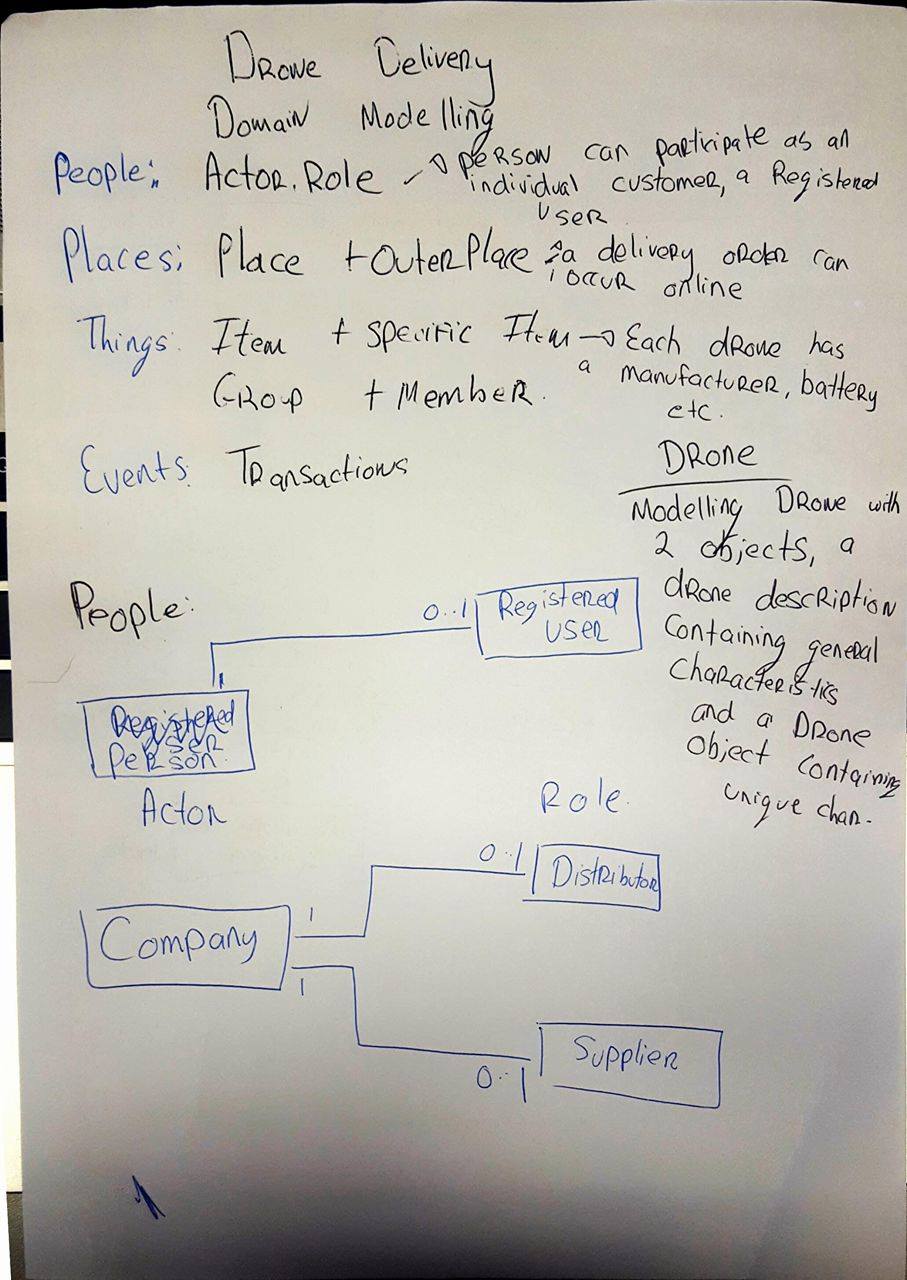 Drone Delivery
Domain Modelling
People: Actor, Role → person can participate as an
individual customer, a Registered
User
Places: Place + OuterPlace : a delivery order can
occur online
Things: Item + Specific Item → Each drone has
a manufacturer, battery
Group + Member. etc.
Events: Transactions
Drone
Modelling Drone with
2 objects, a
drone description
containing general
characteristics
and a Drone
object containing
unique char.
People:
0..1
Registered
User
1
Person.
Actor
Role.
0..1
Distributor
Company
1
1
0..1
Supplier
1